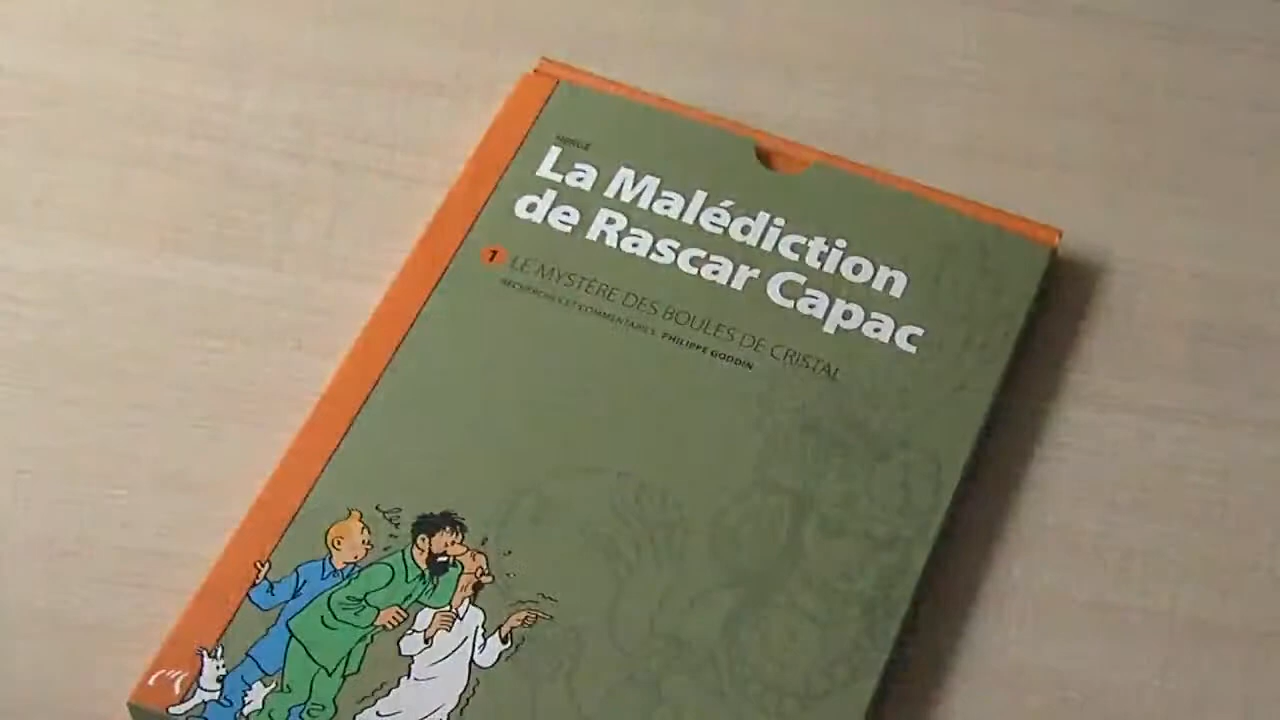 HERGÉ
La Malédiction
de Rascar Capac
1 LE MYSTÈRE DES BOULES DE CRISTAL
RECHERCHES ET COMMENTAIRES PHILIPPE GODDIN